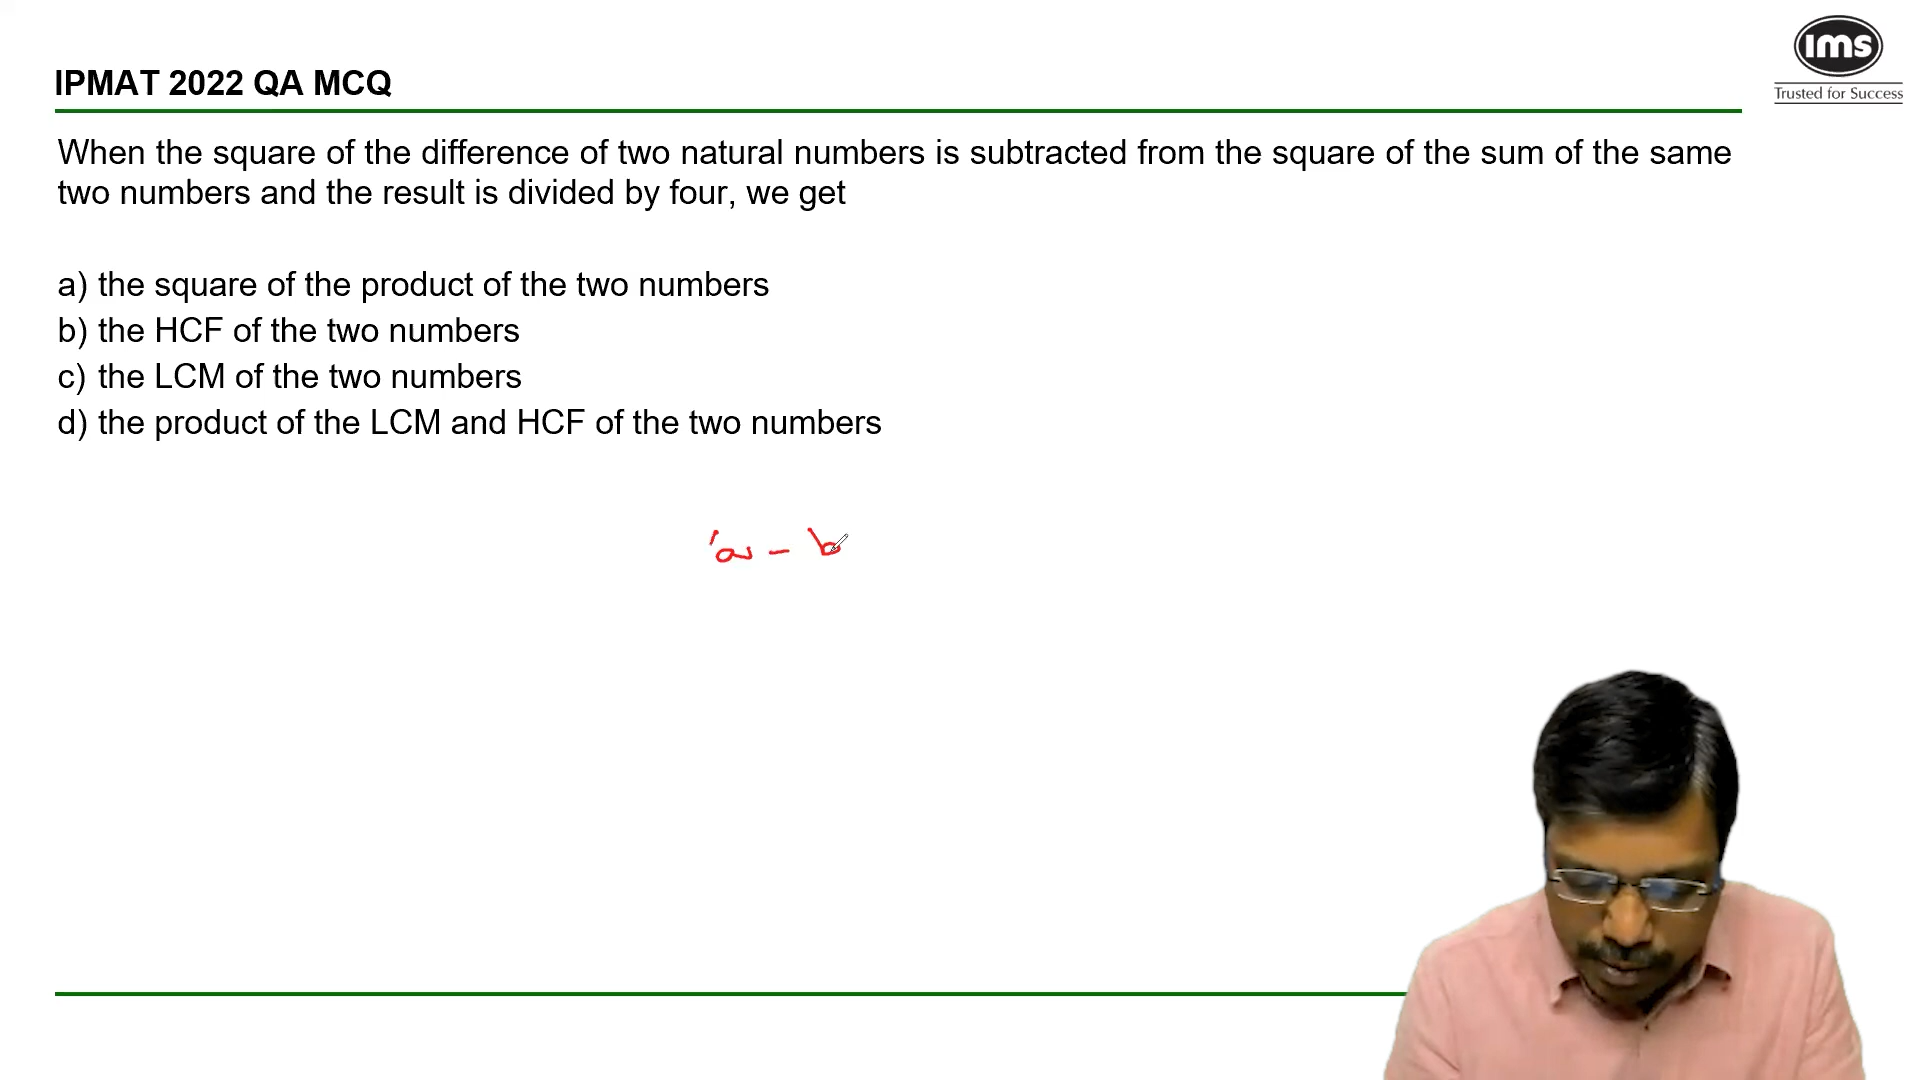 ims
Trusted for Success
IPMAT 2022 QA MCQ
When the square of the difference of two natural numbers is subtracted from the square of the sum of the same
two numbers and the result is divided by four, we get
a) the square of the product of the two numbers
b) the HCF of the two numbers
c) the LCM of the two numbers
d) the product of the LCM and HCF of the two numbers
a - b